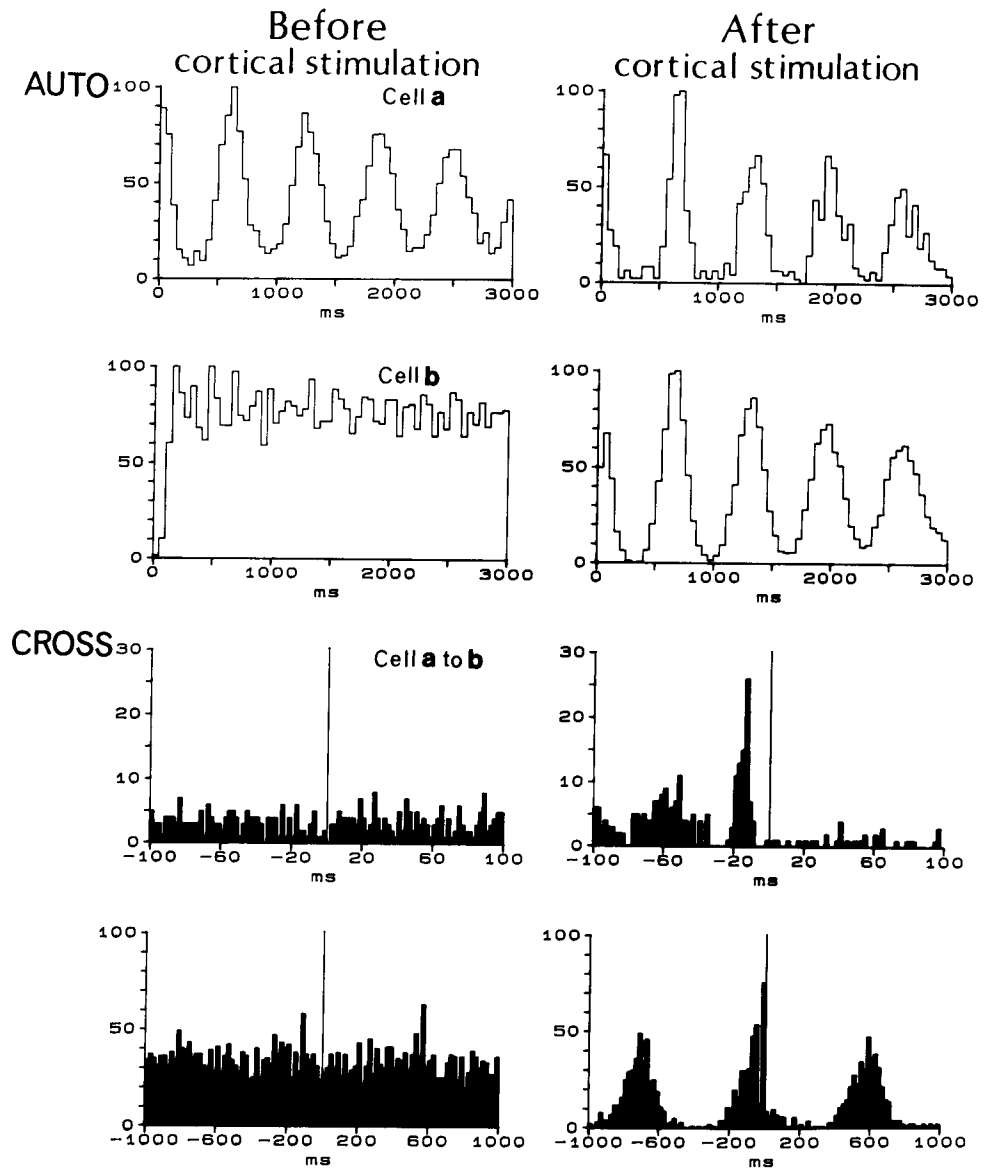 Before
cortical stimulation
After
cortical stimulation
AUTO
Cell a
100
50
0
0 1000 2000 3000
ms
100
50
0
0 1000 2000 3000
ms
Cell b
100
50
0
0 1000 2000 3000
ms
100
50
0
0 1000 2000 3000
ms
CROSS
Cell a to b
30
20
10
0
-100 -60 -20 20 60 100
ms
30
20
10
0
-100 -60 -20 20 60 100
ms
100
50
0
-1000 -600 -200 200 600 1000
ms
100
50
0
-1000 -600 -200 200 600 1000
ms